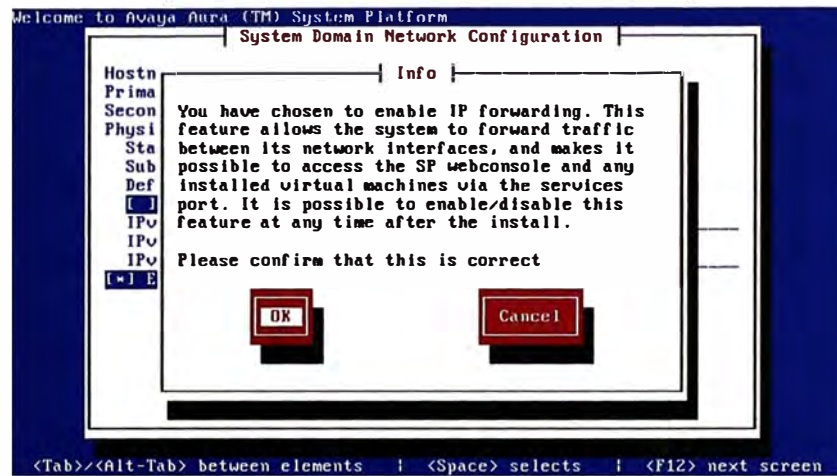 Welcome to Avaya Aura (TM) System Platform
System Domain Network Configuration
Info
Hostn
Prima
Secon
Physi
Sta
Sub
Def
[ ]
IPv
IPv
IPv
[*] E
You have chosen to enable IP forwarding. This
feature allows the system to forward traffic
between its network interfaces, and makes it
possible to access the SP webconsole and any
installed virtual machines via the services
port. It is possible to enable/disable this
feature at any time after the install.
Please confirm that this is correct
OK
Cancel
<Tab>/<Alt-Tab> between elements | <Space> selects | <F12> next screen